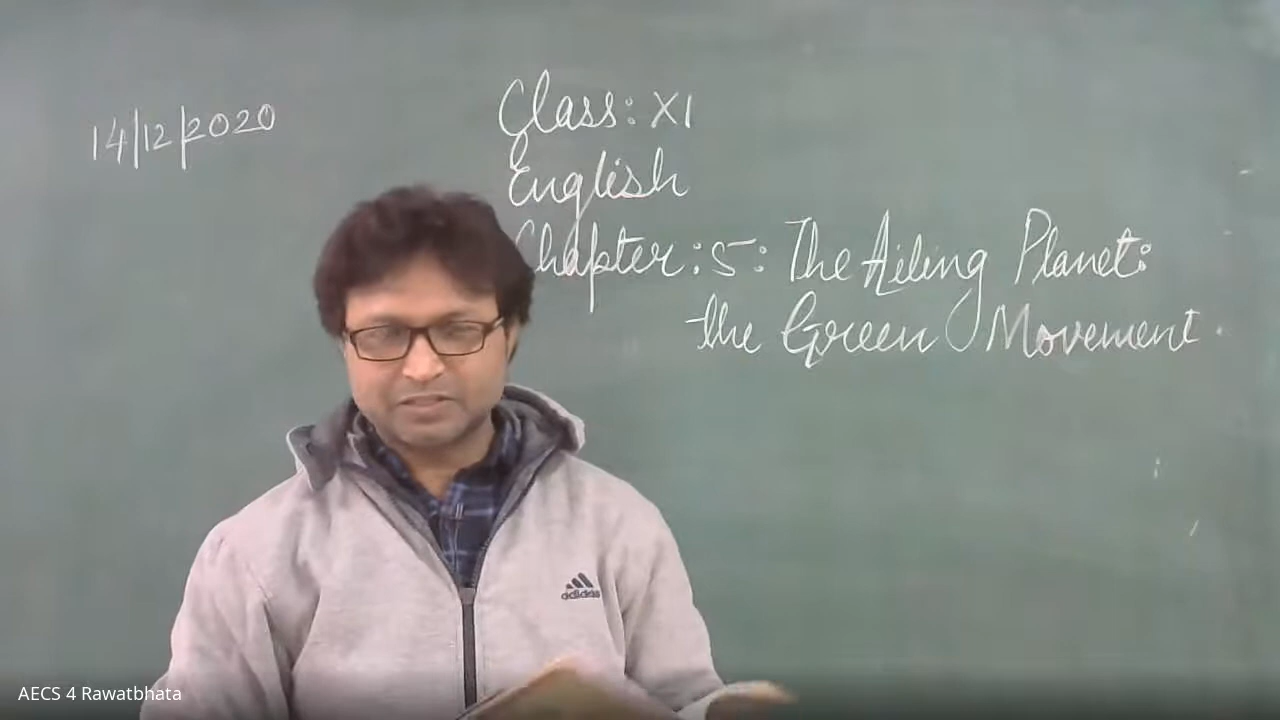 14/12/2020
Class: XI
English
Chapter: 5: The Ailing Planet:
the Green Movement
adidas
AECS 4 Rawatbhata